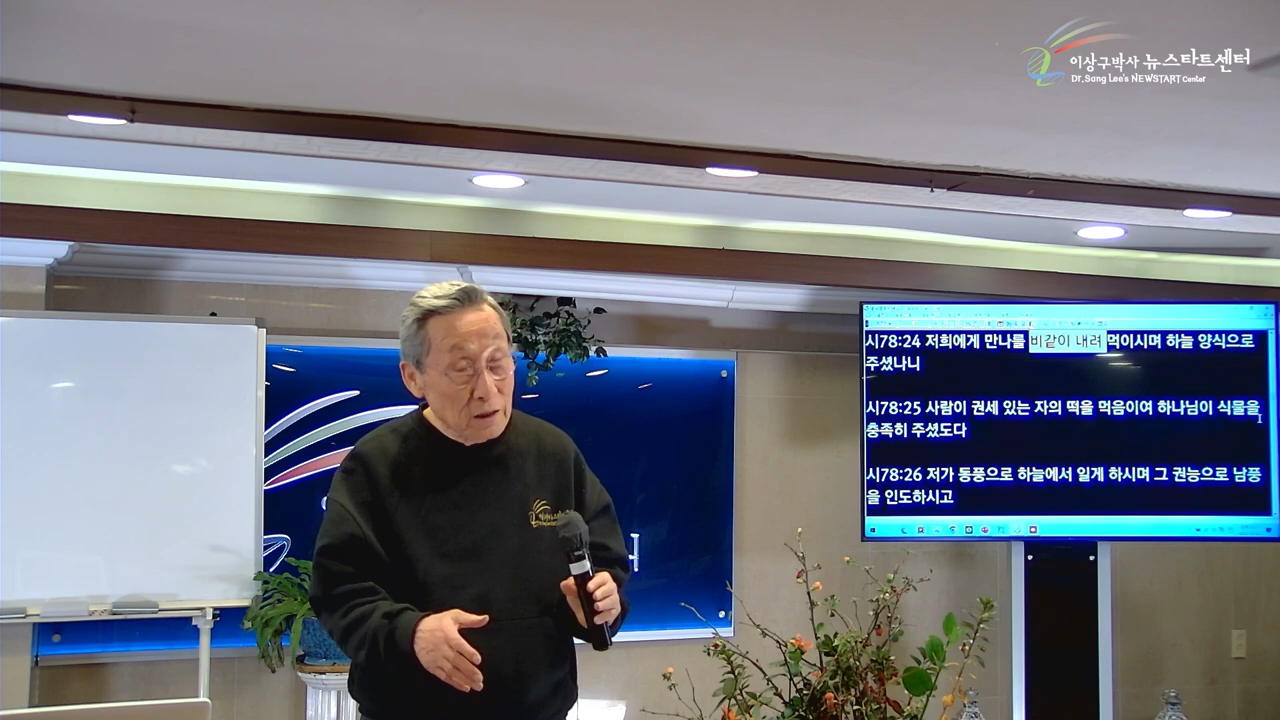 이상구박사 뉴스타트센터
Dr. Sang Lee's NEWSTART Center
시78:24 저희에게 만나를 비같이 내려 먹이시며 하늘 양식으로
주셨나니
시78:25 사람이 권세 있는 자의 떡을 먹음이여 하나님이 식물을
충족히 주셨도다
시78:26 저가 동풍으로 하늘에서 일게 하시며 그 권능으로 남풍
을 인도하시고